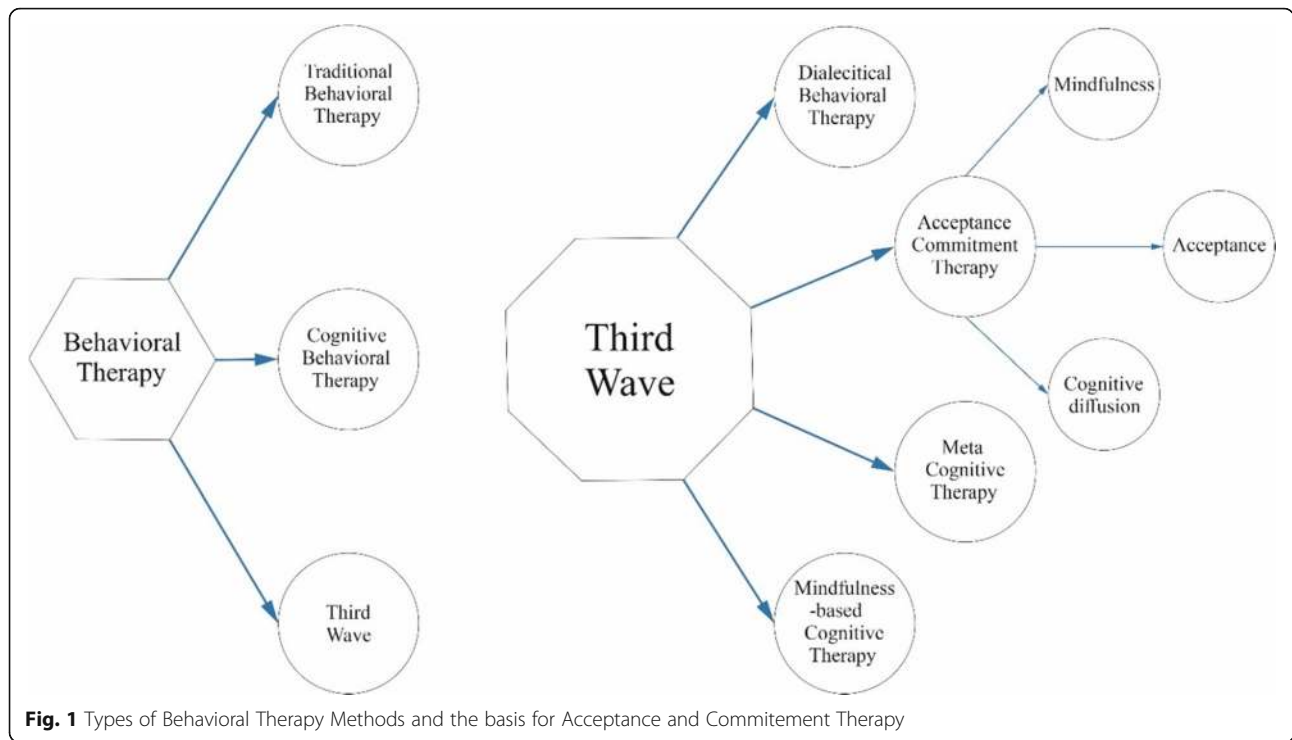 Traditional
Behavioral
Therapy
Behavioral
Therapy
Cognitive
Behavioral
Therapy
Third
Wave
Dialecitical
Behavioral
Therapy
Mindfulness
Acceptance
Commitment
Therapy
Acceptance
Third
Wave
Cognitive
diffusion
Meta
Cognitive
Therapy
Mindfulness
-based
Cognitive
Therapy
Fig. 1 Types of Behavioral Therapy Methods and the basis for Acceptance and Commitement Therapy